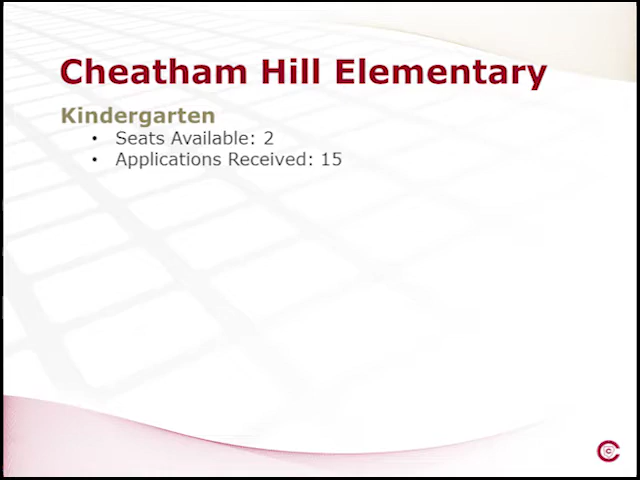 Cheatham Hill Elementary
Kindergarten
• Seats Available: 2
• Applications Received: 15